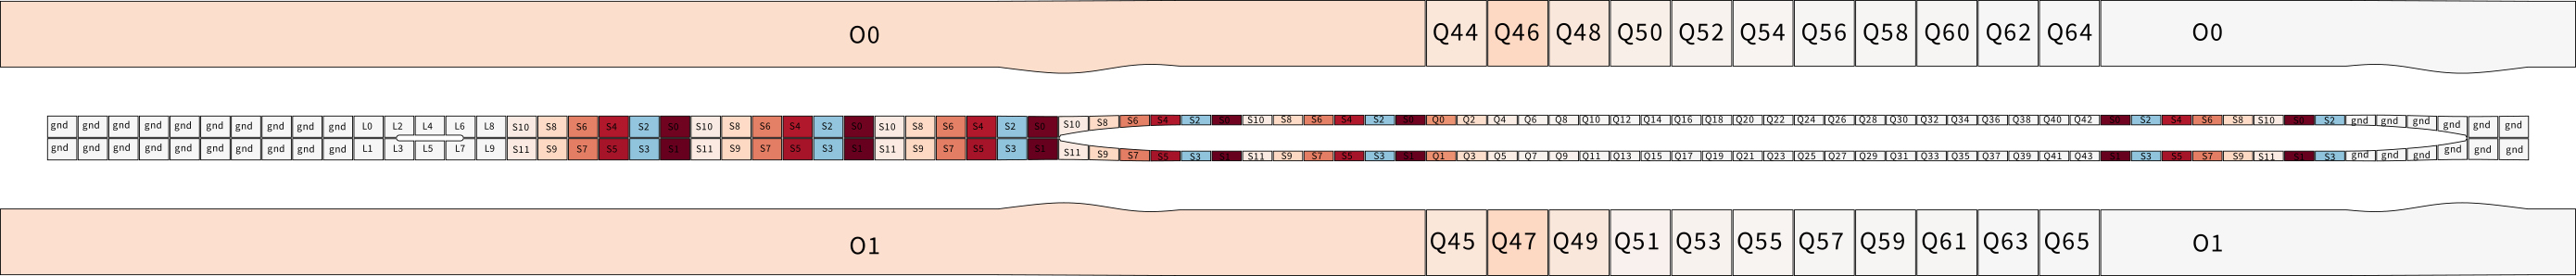 O0 Q44 Q46 Q48 Q50 Q52 Q54 Q56 Q58 Q60 Q62 Q64 O0
gnd gnd gnd gnd gnd gnd gnd gnd gnd gnd L0 L2 L4 L6 L8 S10 S8 S6 S4 S2 S0 S10 S8 S6 S4 S2 S0 S10 S8 S6 S4 S2 S0 S10 S8 S6 S4 S2 S0 S10 S8 S6 S4 S2 S0 Q0 Q2 Q4 Q6 Q8 Q10 Q12 Q14 Q16 Q18 Q20 Q22 Q24 Q26 Q28 Q30 Q32 Q34 Q36 Q38 Q40 Q42 S0 S2 S4 S6 S8 S10 S0 S2 gnd gnd gnd gnd gnd gnd
gnd gnd gnd gnd gnd gnd gnd gnd gnd gnd L1 L3 L5 L7 L9 S11 S9 S7 S5 S3 S1 S11 S9 S7 S5 S3 S1 S11 S9 S7 S5 S3 S1 S11 S9 S7 S5 S3 S1 S11 S9 S7 S5 S3 S1 Q1 Q3 Q5 Q7 Q9 Q11 Q13 Q15 Q17 Q19 Q21 Q23 Q25 Q27 Q29 Q31 Q33 Q35 Q37 Q39 Q41 Q43 S1 S3 S5 S7 S9 S11 S1 S3 gnd gnd gnd gnd gnd gnd
O1 Q45 Q47 Q49 Q51 Q53 Q55 Q57 Q59 Q61 Q63 Q65 O1